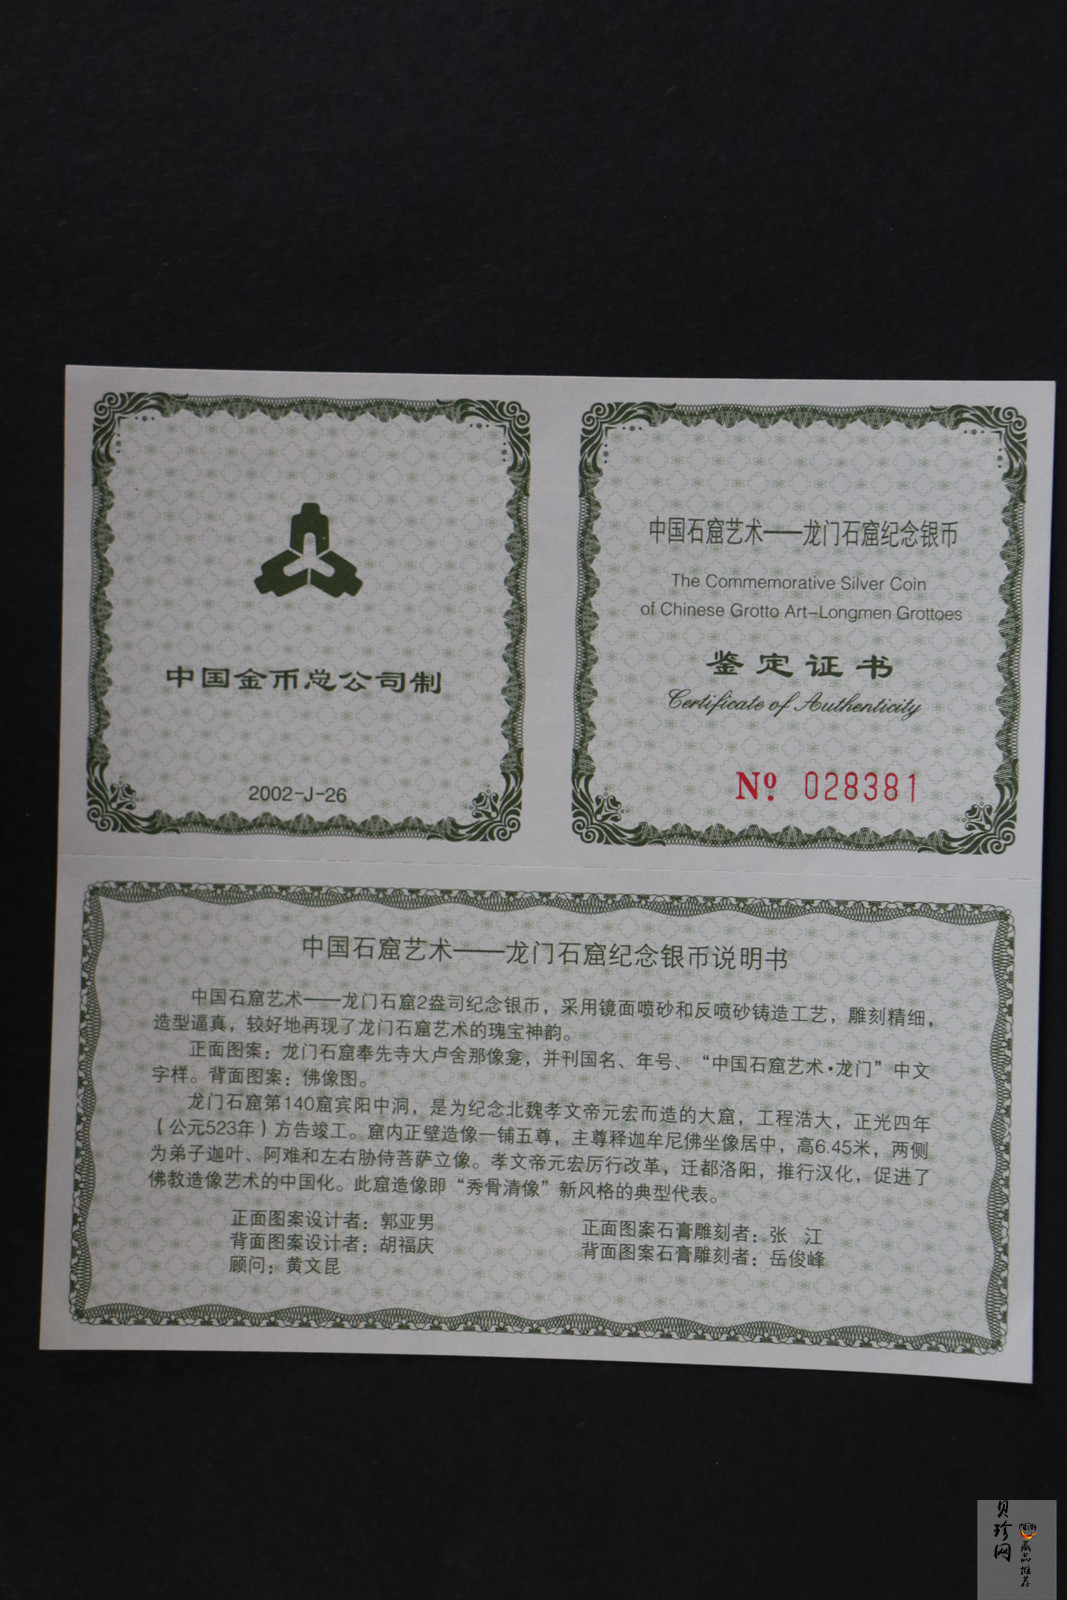 中国金币总公司制
2002-J-26
中国石窟艺术——龙门石窟纪念银币
The Commemorative Silver Coin
of Chinese Grotto Art-Longmen Grottoes
鉴定证书
Certificate of Authenticity
Nº 028381
中国石窟艺术——龙门石窟纪念银币说明书
中国石窟艺术——龙门石窟2盎司纪念银币，采用镜面喷砂和反喷砂铸造工艺，雕刻精细，
造型逼真，较好地再现了龙门石窟艺术的瑰宝神韵。
正面图案：龙门石窟奉先寺大卢舍那像龛，并刊国名、年号、“中国石窟艺术·龙门”中文
字样。背面图案：佛像图。
龙门石窟第140窟宾阳中洞，是为纪念北魏孝文帝元宏而造的大窟，工程浩大，正光四年
（公元523年）方告竣工。窟内正壁造像一铺五尊，主尊释迦牟尼佛坐像居中，高6.45米，两侧
为弟子迦叶、阿难和左右胁侍菩萨立像。孝文帝元宏厉行改革，迁都洛阳，推行汉化，促进了
佛教造像艺术的中国化。此窟造像即“秀骨清像”新风格的典型代表。
正面图案设计者：郭亚男
背面图案设计者：胡福庆
顾问：黄文昆
正面图案石膏雕刻者：张 江
背面图案石膏雕刻者：岳俊峰
贝珍网
藏品推荐